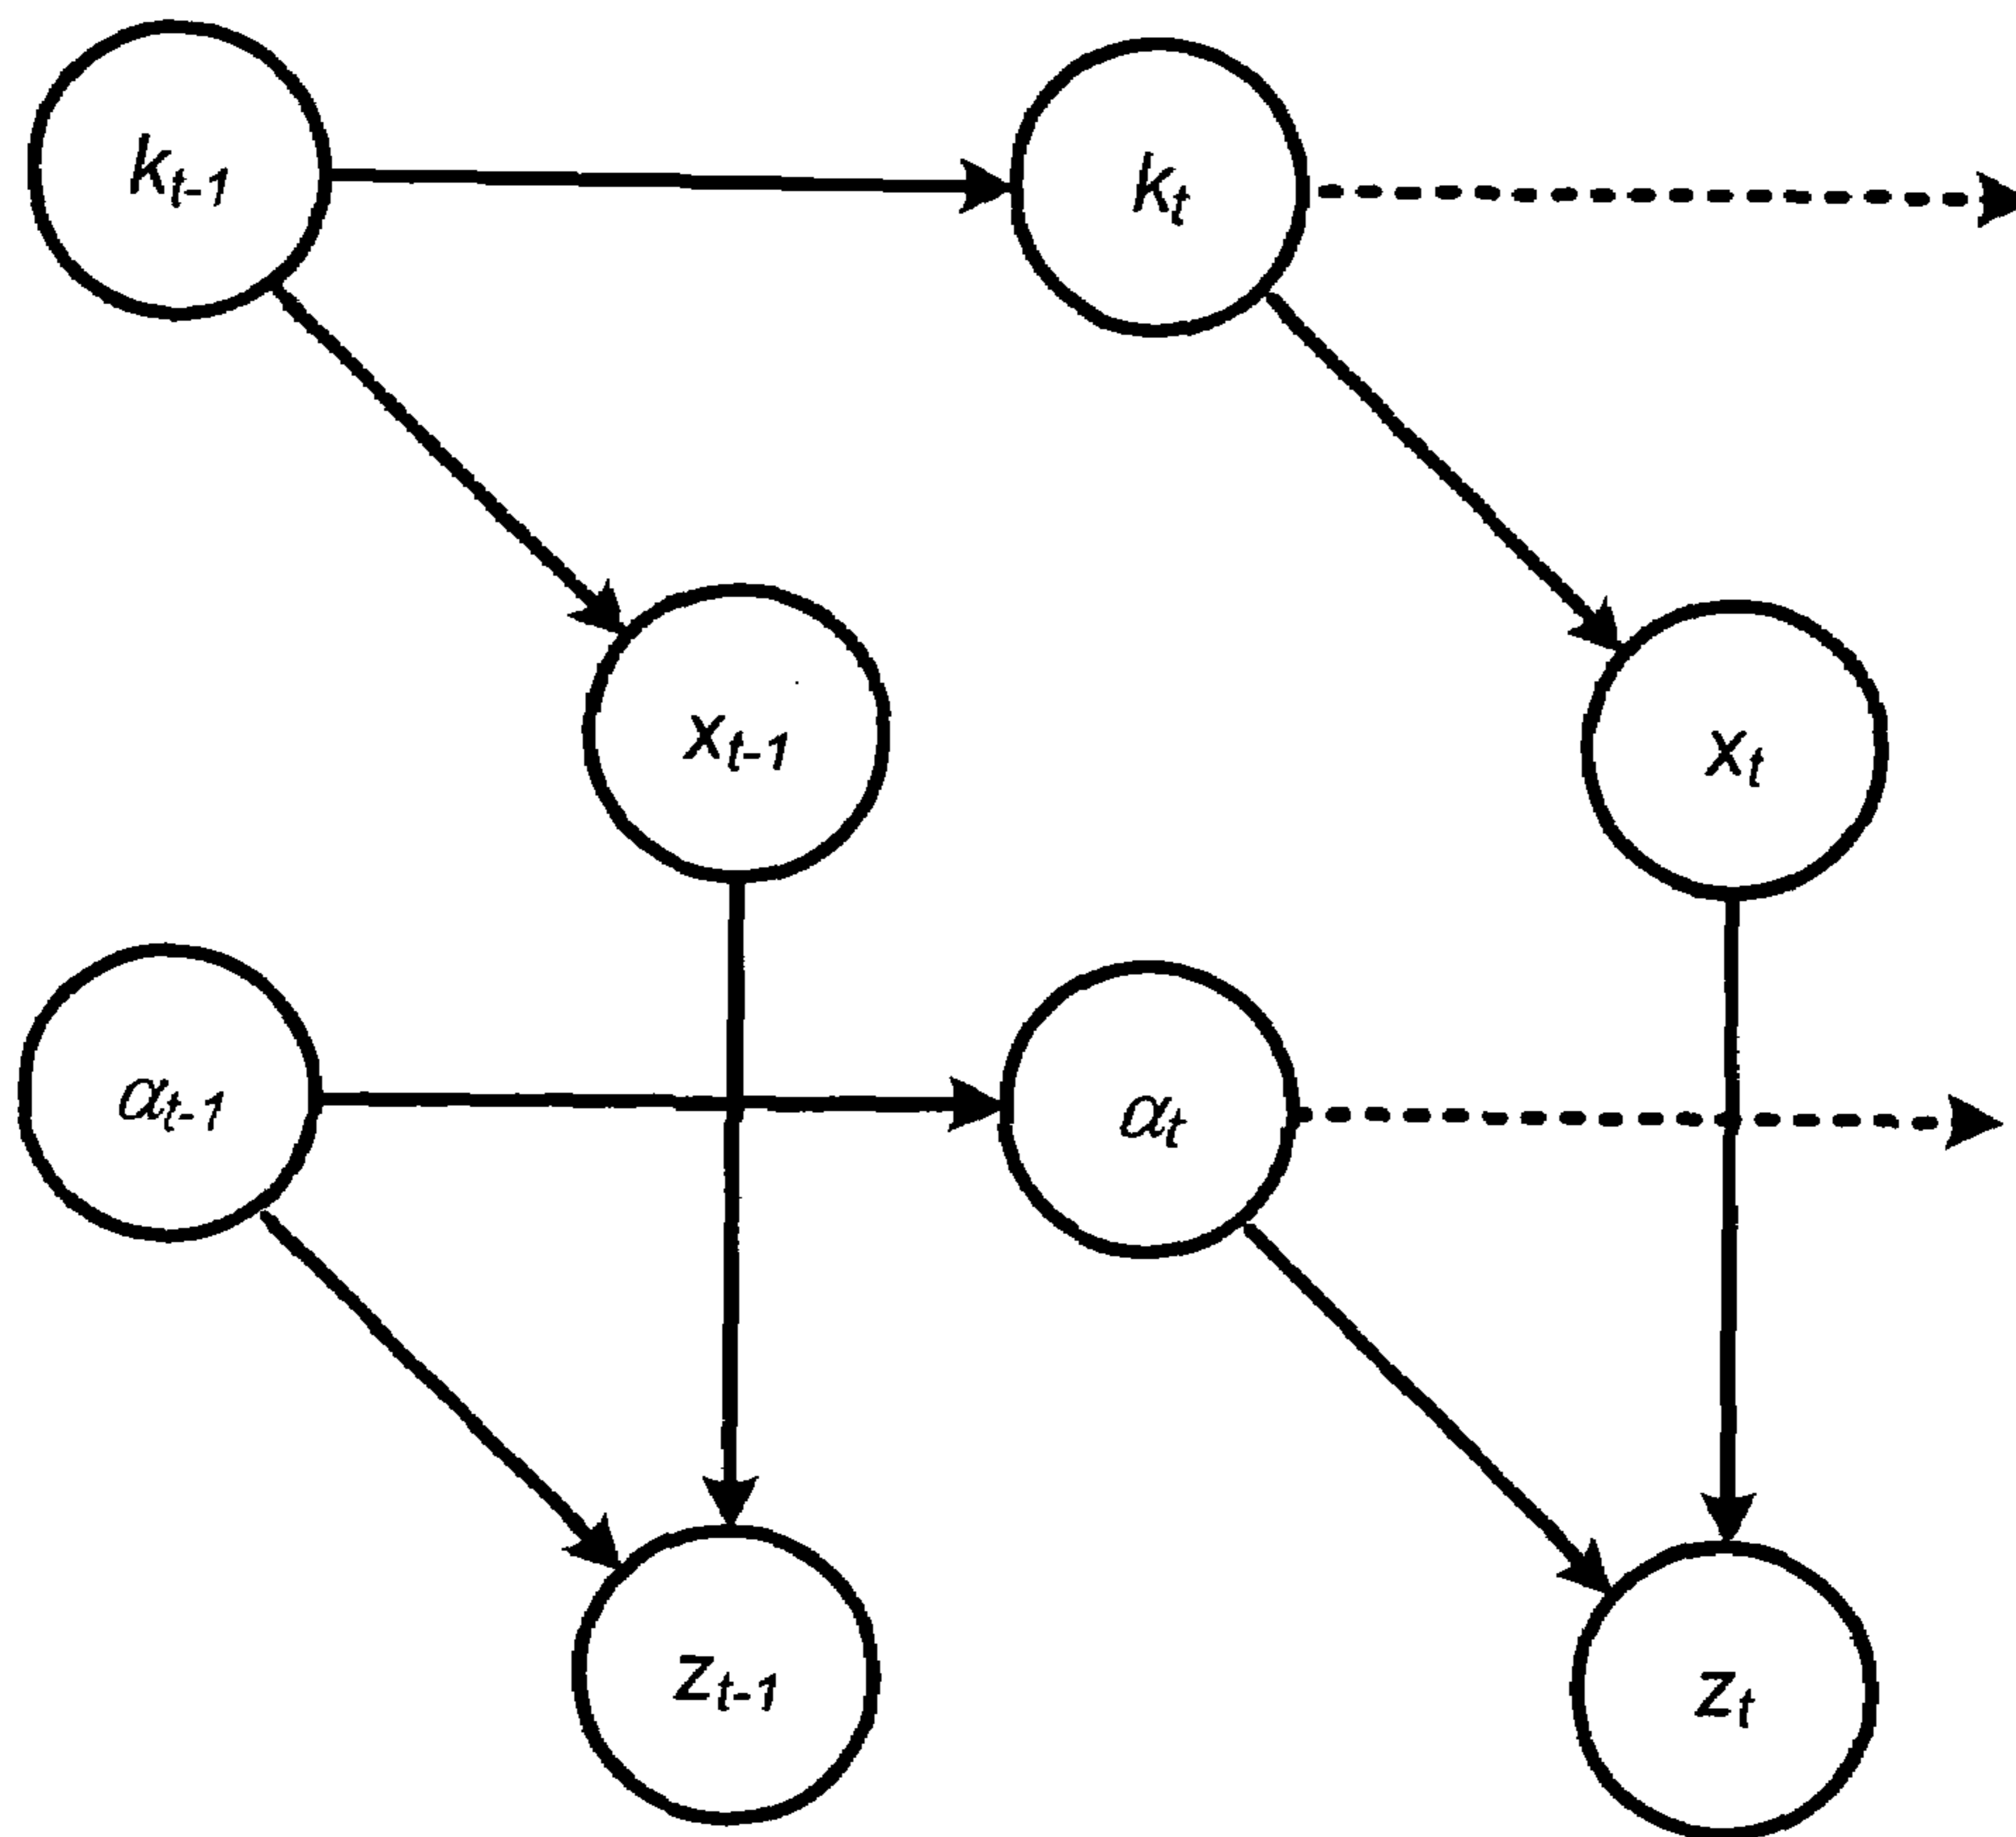 k_{t-1}
k_t
x_{t-1}
x_t
α_{t-1}
α_t
z_{t-1}
z_t